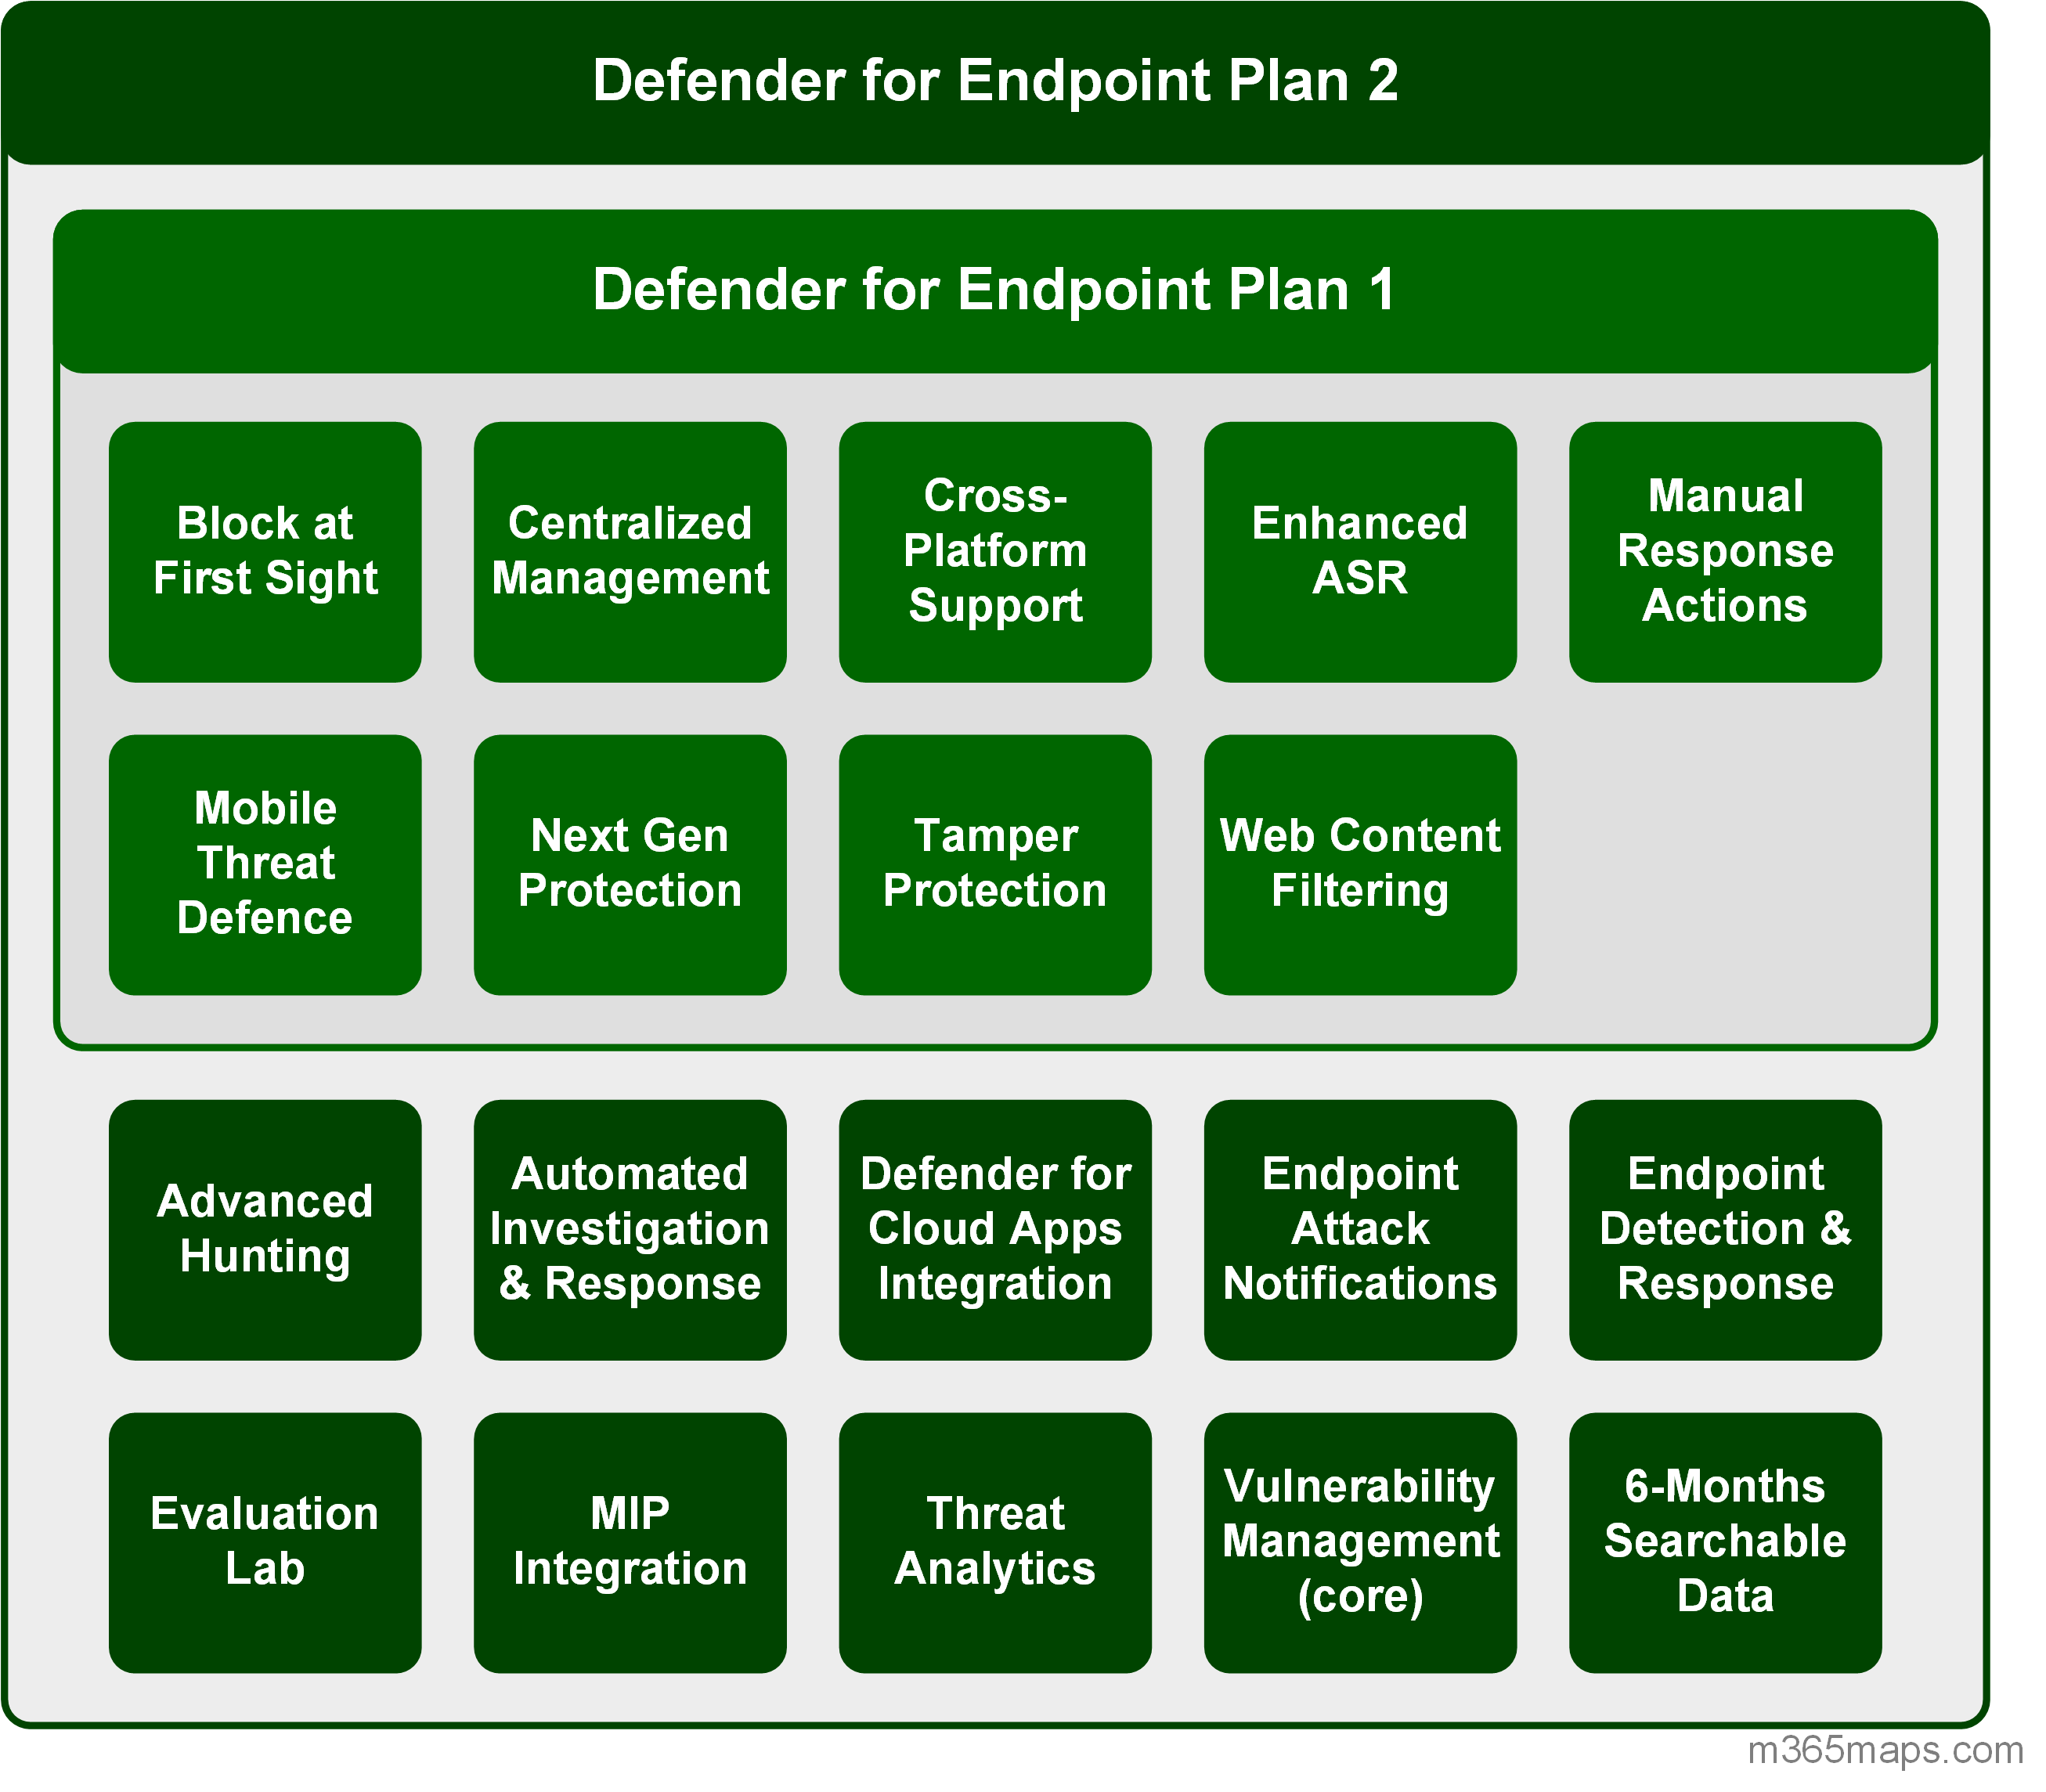 Defender for Endpoint Plan 2
Defender for Endpoint Plan 1
Block at
First Sight
Centralized
Management
Cross-
Platform
Support
Enhanced
ASR
Manual
Response
Actions
Mobile
Threat
Defence
Next Gen
Protection
Tamper
Protection
Web Content
Filtering
Advanced
Hunting
Automated
Investigation
& Response
Defender for
Cloud Apps
Integration
Endpoint
Attack
Notifications
Endpoint
Detection &
Response
Evaluation
Lab
MIP
Integration
Threat
Analytics
Vulnerability
Management
(core)
6-Months
Searchable
Data
m365maps.com